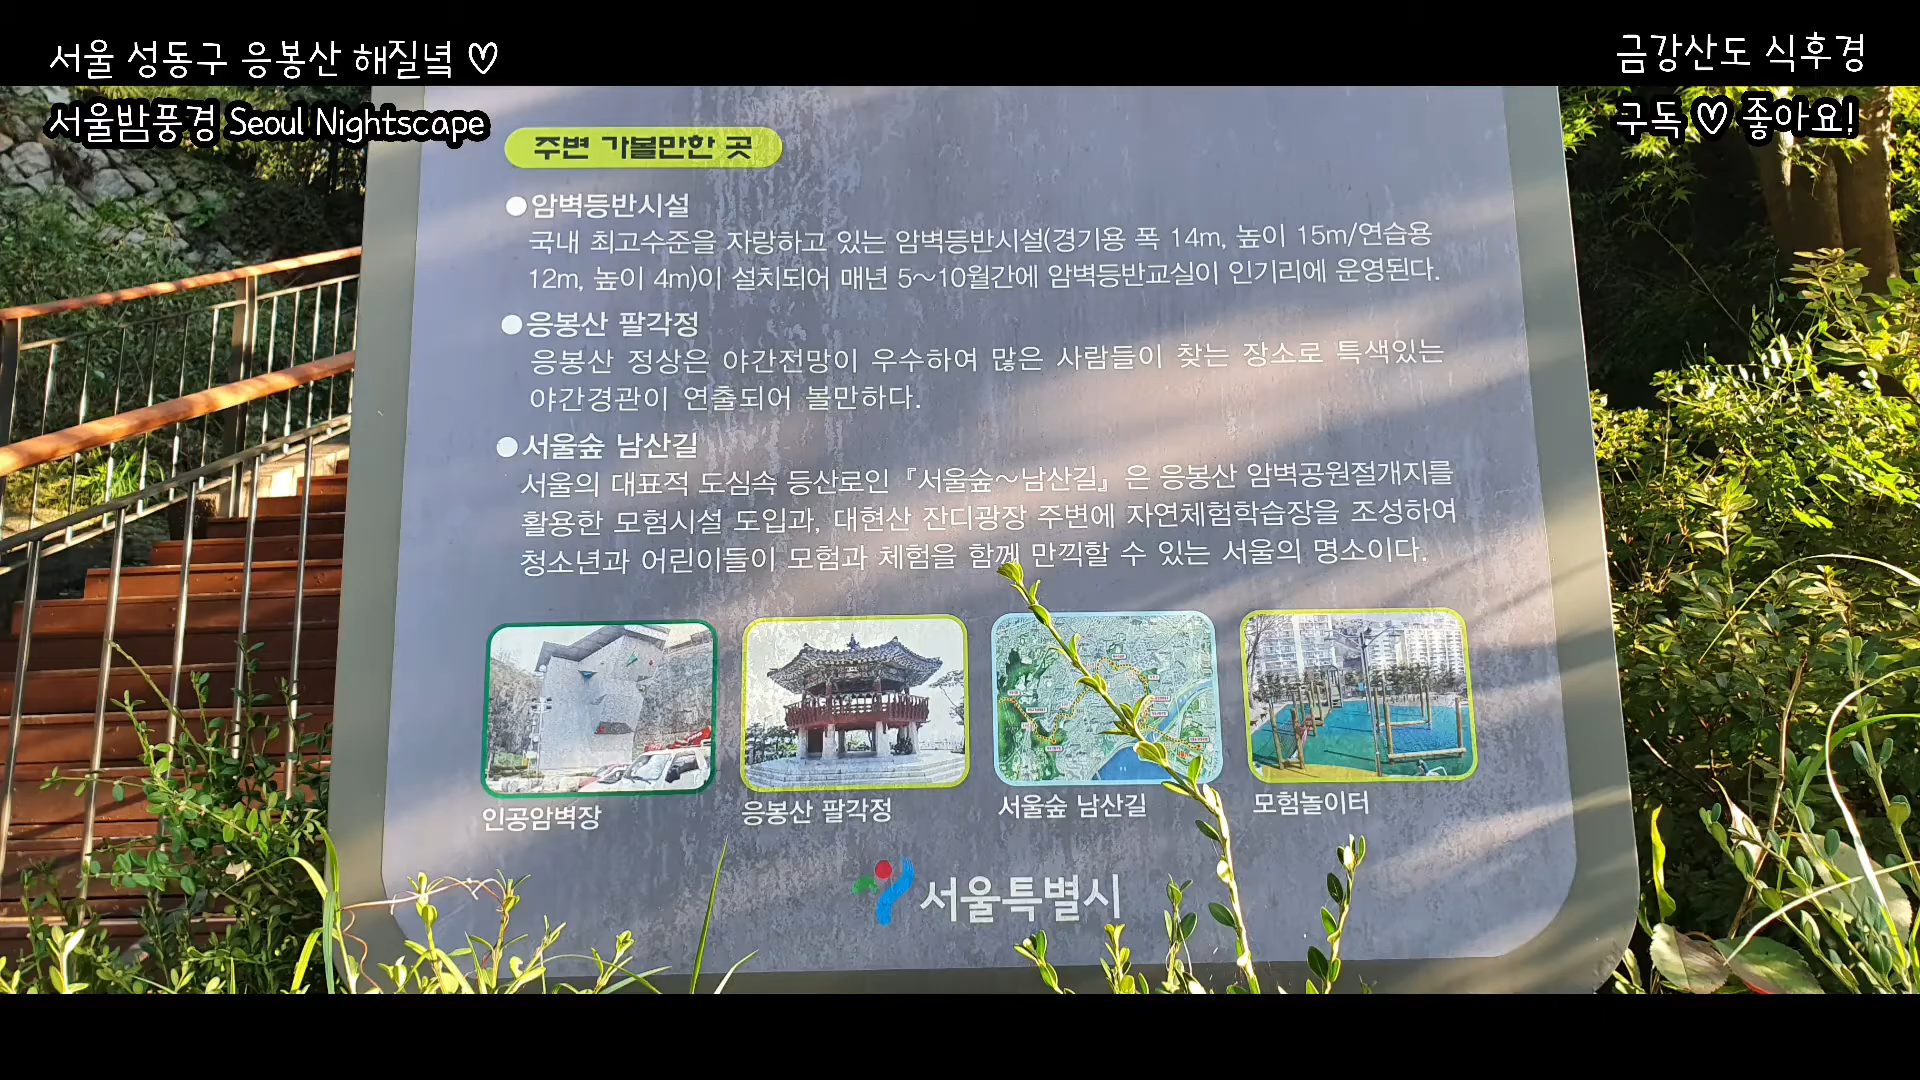 서울 성동구 응봉산 해질녘 ♡
서울밤풍경 Seoul Nightscape
금강산도 식후경
구독 ♡ 좋아요!
주변 가볼만한 곳
●암벽등반시설
국내 최고수준을 자랑하고 있는 암벽등반시설(경기용 폭 14m, 높이 15m/연습용
12m, 높이 4m)이 설치되어 매년 5~10월간에 암벽등반교실이 인기리에 운영된다.
●응봉산 팔각정
응봉산 정상은 야간전망이 우수하여 많은 사람들이 찾는 장소로 특색있는
야간경관이 연출되어 볼만하다.
●서울숲 남산길
서울의 대표적 도심속 등산로인 『서울숲~남산길』은 응봉산 암벽공원절개지를
활용한 모험시설 도입과, 대현산 잔디광장 주변에 자연체험학습장을 조성하여
청소년과 어린이들이 모험과 체험을 함께 만끽할 수 있는 서울의 명소이다.
인공암벽장
응봉산 팔각정
서울숲 남산길
모험놀이터
서울특별시